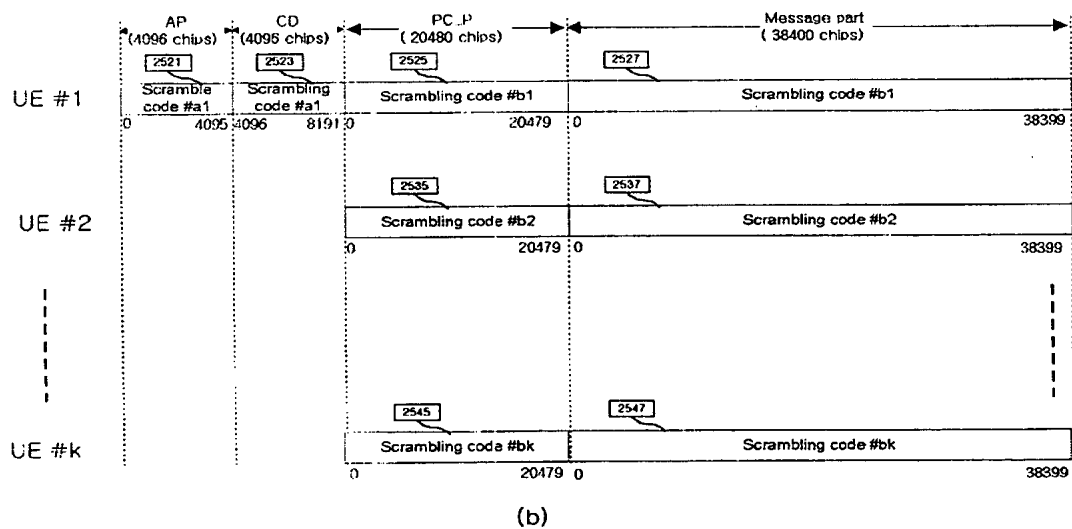 AP CD PC_P Message part
(4096 chips) (4096 chips) (20480 chips) (38400 chips)
2521 2523 2525 2527
UE #1
Scramble code #a1 Scrambling code #a1 Scrambling code #b1 Scrambling code #b1
0 4095 4096 8191 0 20479 0 38399
2535 2537
UE #2 Scrambling code #b2 Scrambling code #b2
0 20479 0 38399
2545 2547
UE #k Scrambling code #bk Scrambling code #bk
0 20479 0 38399
(b)